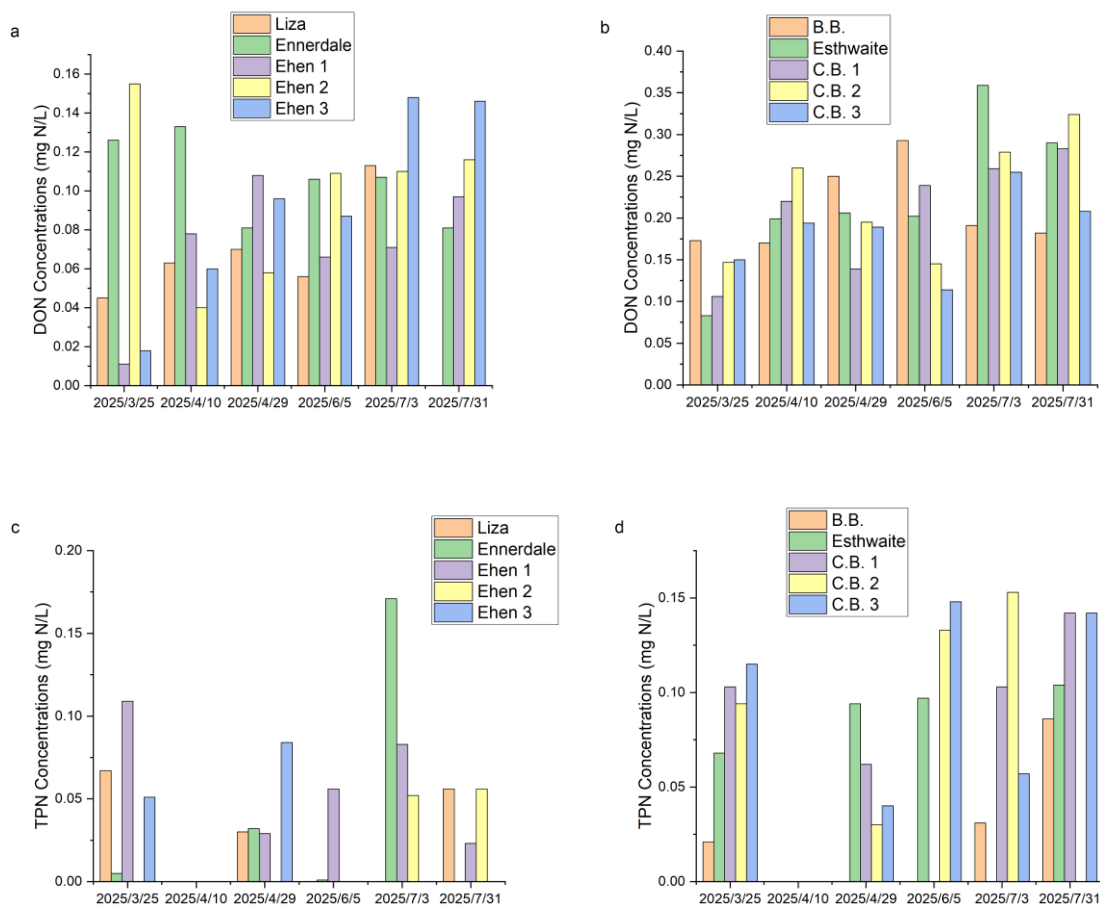 a
Liza
Ennerdale
Ehen 1
Ehen 2
Ehen 3
DON Concentrations (mg N/L)
0.16
0.14
0.12
0.10
0.08
0.06
0.04
0.02
0.00
2025/3/25 2025/4/10 2025/4/29 2025/6/5 2025/7/3 2025/7/31
b
B.B.
Esthwaite
C.B. 1
C.B. 2
C.B. 3
DON Concentrations (mg N/L)
0.40
0.35
0.30
0.25
0.20
0.15
0.10
0.05
0.00
2025/3/25 2025/4/10 2025/4/29 2025/6/5 2025/7/3 2025/7/31
c
Liza
Ennerdale
Ehen 1
Ehen 2
Ehen 3
TPN Concentrations (mg N/L)
0.20
0.15
0.10
0.05
0.00
2025/3/25 2025/4/10 2025/4/29 2025/6/5 2025/7/3 2025/7/31
d
B.B.
Esthwaite
C.B. 1
C.B. 2
C.B. 3
TPN Concentrations (mg N/L)
0.15
0.10
0.05
0.00
2025/3/25 2025/4/10 2025/4/29 2025/6/5 2025/7/3 2025/7/31